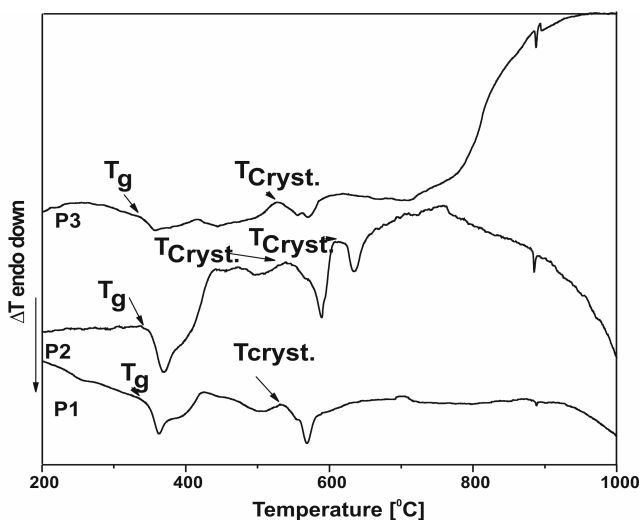 Tg
TCryst.
P3
TCryst.
TCryst.
Tg
P2
Tcryst.
Tg
P1
ΔT endo down
200 400 600 800 1000
Temperature [⁰C]